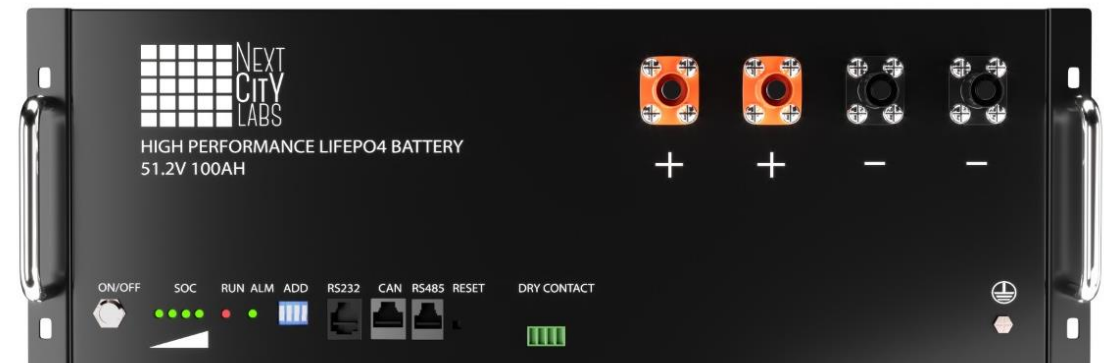 NEXT
CITY
LABS
HIGH PERFORMANCE LIFEPO4 BATTERY
51.2V 100AH
+ + − −
ON/OFF SOC RUN ALM ADD RS232 CAN RS485 RESET DRY CONTACT